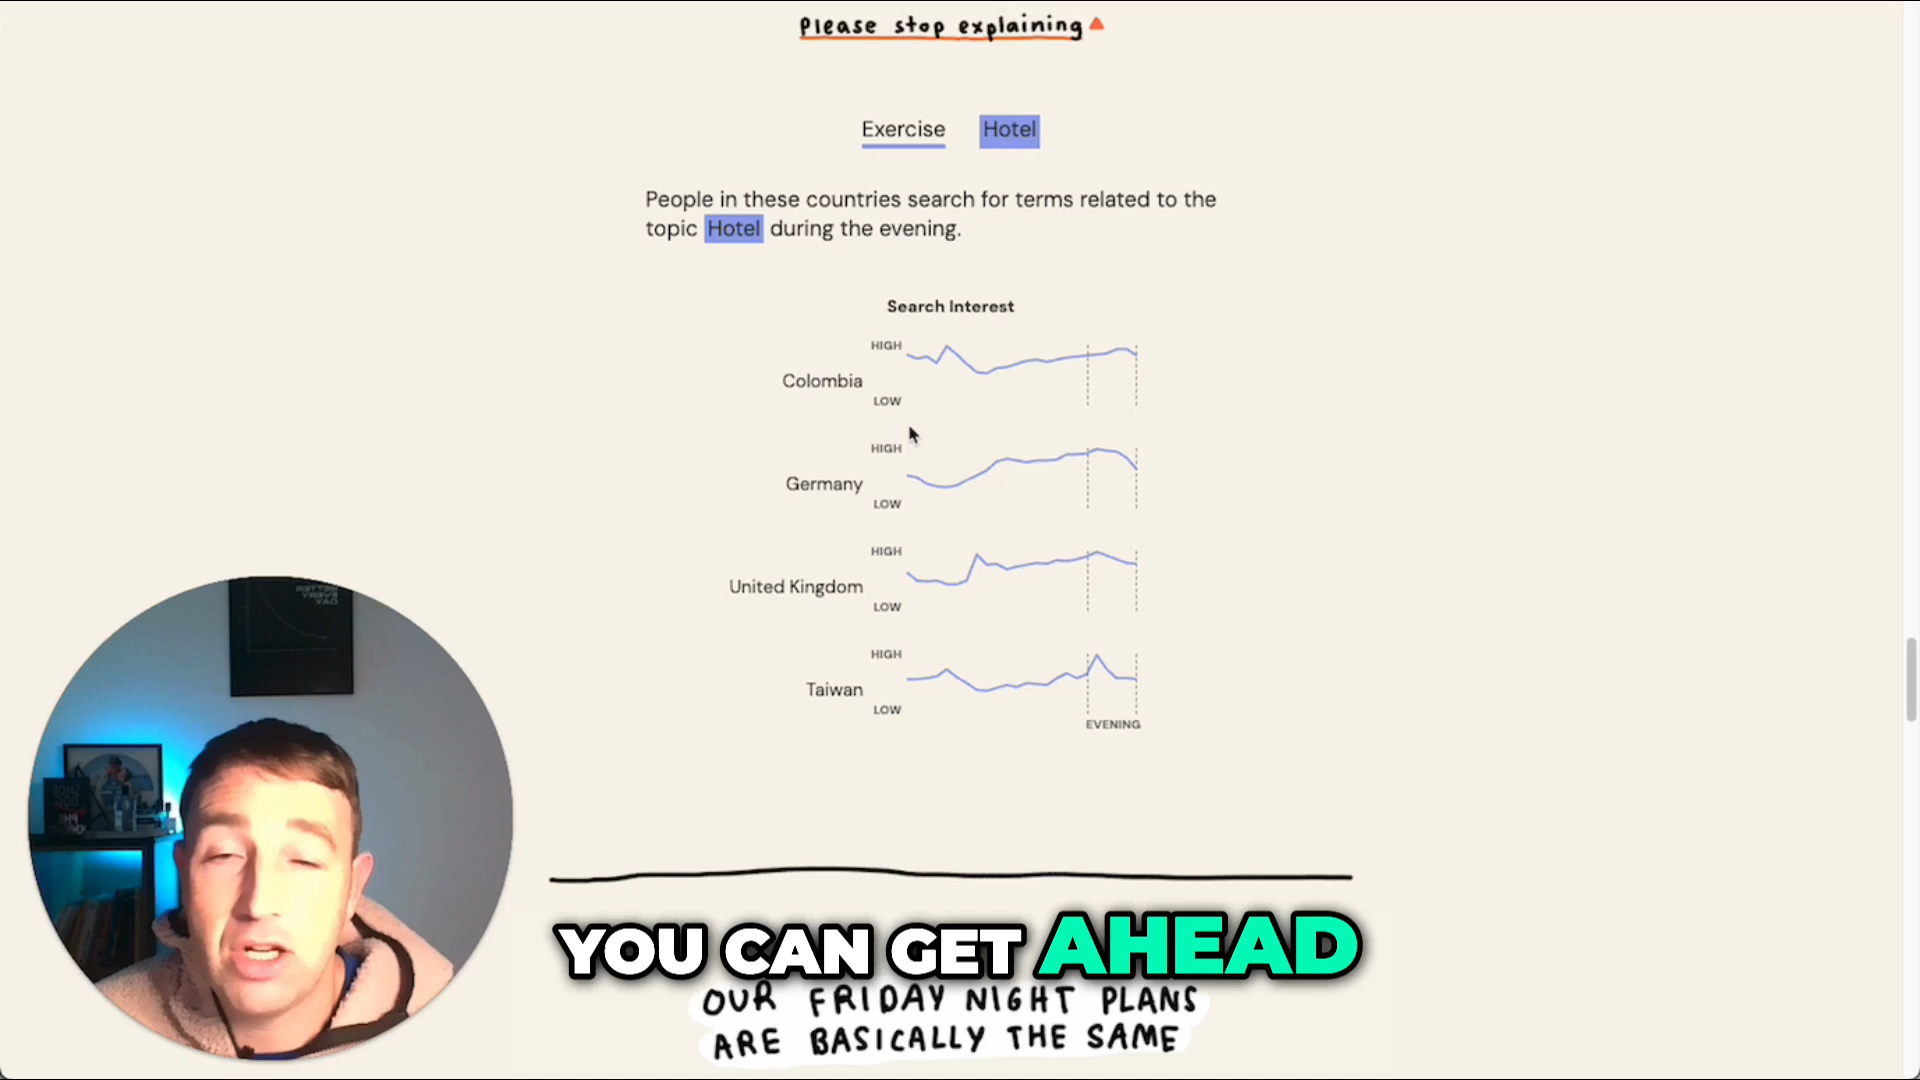 Please stop explaining
Exercise Hotel
People in these countries search for terms related to the
topic Hotel during the evening.
Search Interest
HIGH
Colombia
LOW
HIGH
Germany
LOW
HIGH
United Kingdom
LOW
HIGH
Taiwan
LOW
EVENING
YOU CAN GET AHEAD
OUR FRIDAY NIGHT PLANS
ARE BASICALLY THE SAME